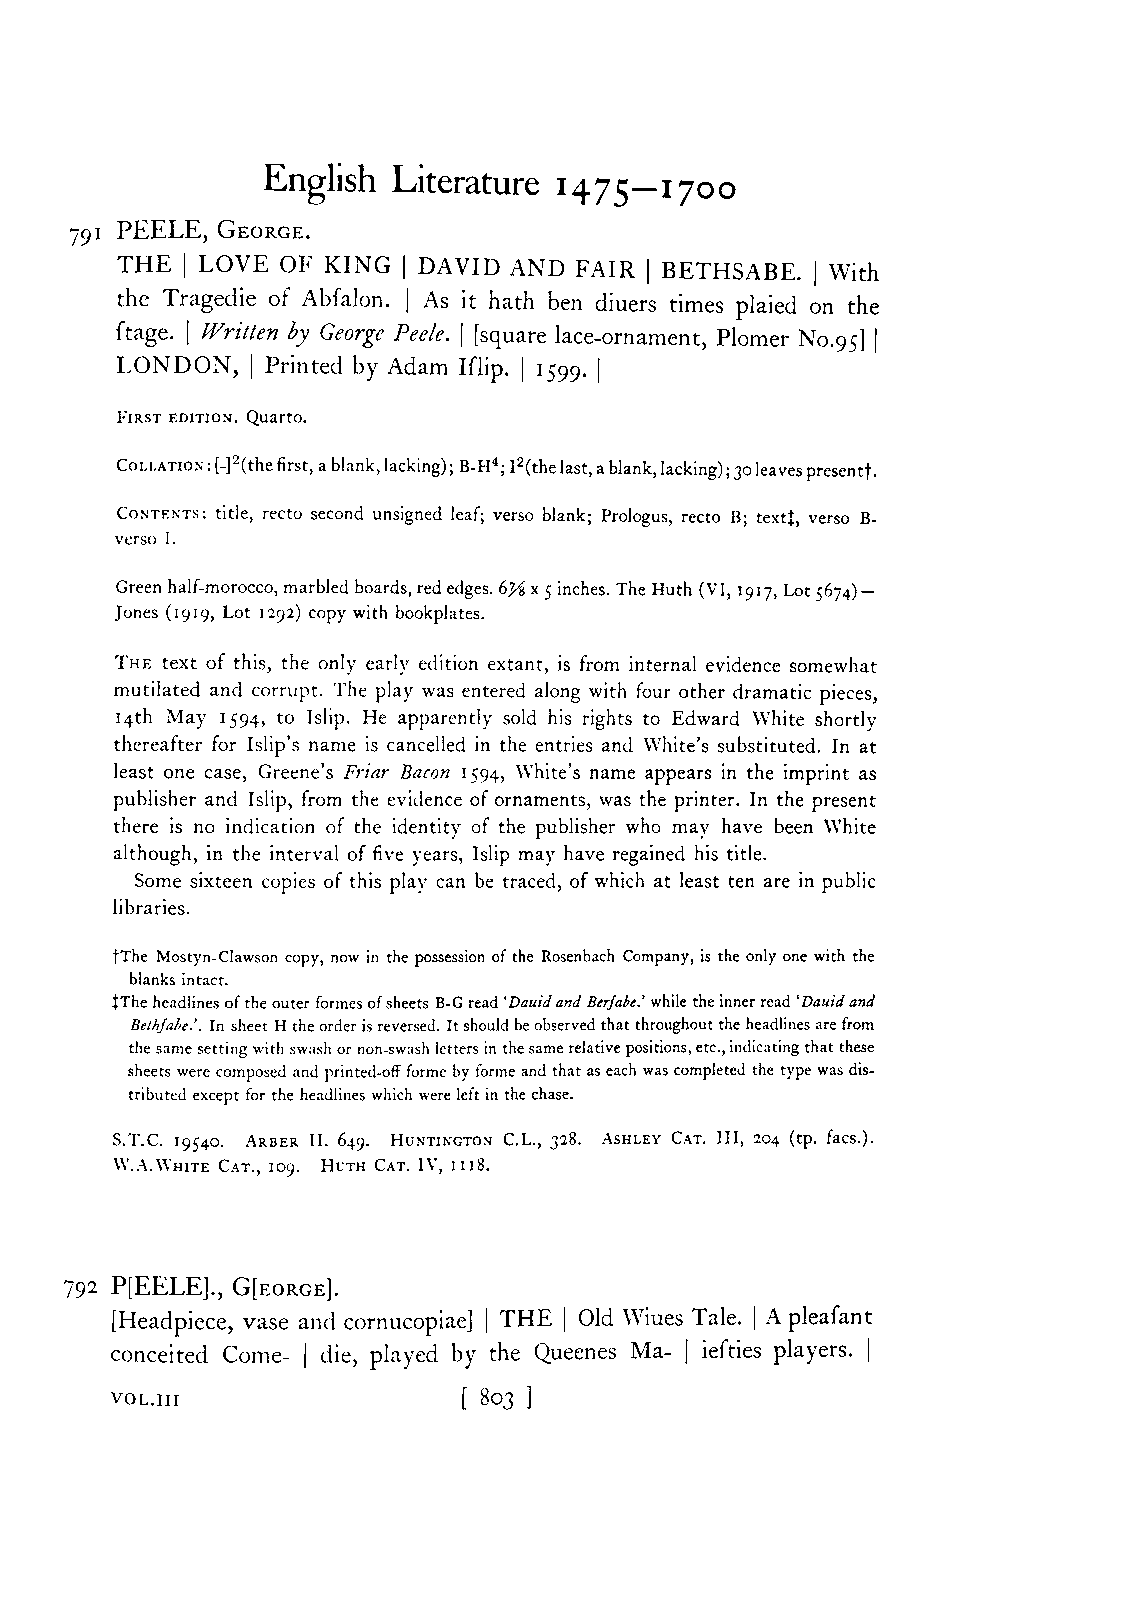 English Literature 1475–1700
791 PEELE, GEORGE.
THE | LOVE OF KING | DAVID AND FAIR | BETHSABE. | With
the Tragedie of Abſalon. | As it hath ben diuers times plaied on the
ſtage. | Written by George Peele. | [square lace-ornament, Plomer No.95] |
LONDON, | Printed by Adam Iſlip. | 1599. |
FIRST EDITION. Quarto.
COLLATION: [-]²(the first, a blank, lacking); B-H⁴; I²(the last, a blank, lacking); 30 leaves present†.
CONTENTS: title, recto second unsigned leaf; verso blank; Prologus, recto B; text‡, verso B-
verso I.
Green half-morocco, marbled boards, red edges. 6⅞ x 5 inches. The Huth (VI, 1917, Lot 5674)—
Jones (1919, Lot 1292) copy with bookplates.
THE text of this, the only early edition extant, is from internal evidence somewhat
mutilated and corrupt. The play was entered along with four other dramatic pieces,
14th May 1594, to Islip. He apparently sold his rights to Edward White shortly
thereafter for Islip's name is cancelled in the entries and White's substituted. In at
least one case, Greene's Friar Bacon 1594, White's name appears in the imprint as
publisher and Islip, from the evidence of ornaments, was the printer. In the present
there is no indication of the identity of the publisher who may have been White
although, in the interval of five years, Islip may have regained his title.
Some sixteen copies of this play can be traced, of which at least ten are in public
libraries.
†The Mostyn-Clawson copy, now in the possession of the Rosenbach Company, is the only one with the
blanks intact.
‡The headlines of the outer formes of sheets B-G read 'Dauid and Berſabe.' while the inner read 'Dauid and
Bethſabe.'. In sheet H the order is reversed. It should be observed that throughout the headlines are from
the same setting with swash or non-swash letters in the same relative positions, etc., indicating that these
sheets were composed and printed-off forme by forme and that as each was completed the type was dis-
tributed except for the headlines which were left in the chase.
S.T.C. 19540. ARBER II. 649. HUNTINGTON C.L., 328. ASHLEY CAT. III, 204 (tp. facs.).
W.A.WHITE CAT., 109. HUTH CAT. IV, 1118.
792 P[EELE]., G[EORGE].
[Headpiece, vase and cornucopiae] | THE | Old Wiues Tale. | A pleaſant
conceited Come- | die, played by the Queenes Ma- | ieſties players. |
VOL.III [ 803 ]